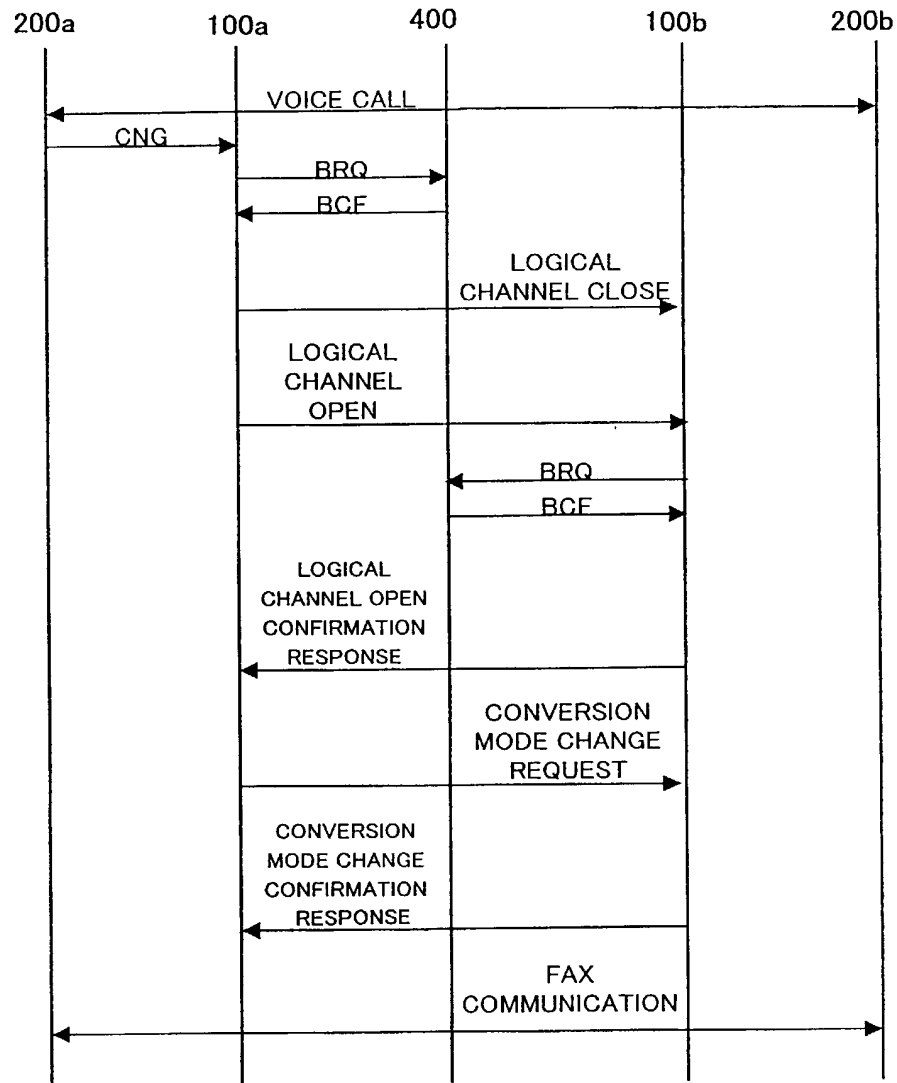 200a 100a 400 100b 200b
VOICE CALL
CNG
BRQ
BCF
LOGICAL
CHANNEL CLOSE
LOGICAL
CHANNEL
OPEN
BRQ
BCF
LOGICAL
CHANNEL OPEN
CONFIRMATION
RESPONSE
CONVERSION
MODE CHANGE
REQUEST
CONVERSION
MODE CHANGE
CONFIRMATION
RESPONSE
FAX
COMMUNICATION